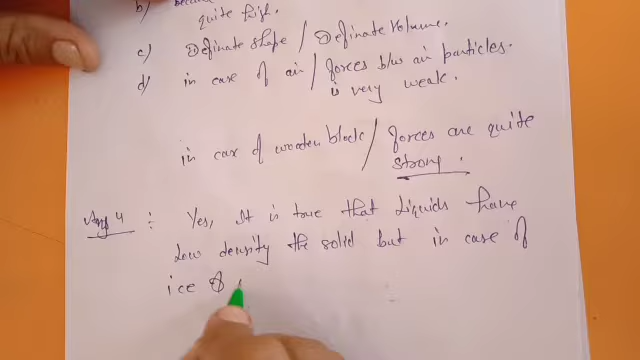 b) because
quite high.
c) Definate shape / Definate Volume.
d) in case of air / forces b/w air particles.
is very weak.
in case of wooden block / forces are quite
strong.
Ans 4 :- Yes, It is true that Liquids have
Low density the solid but in case of
ice &